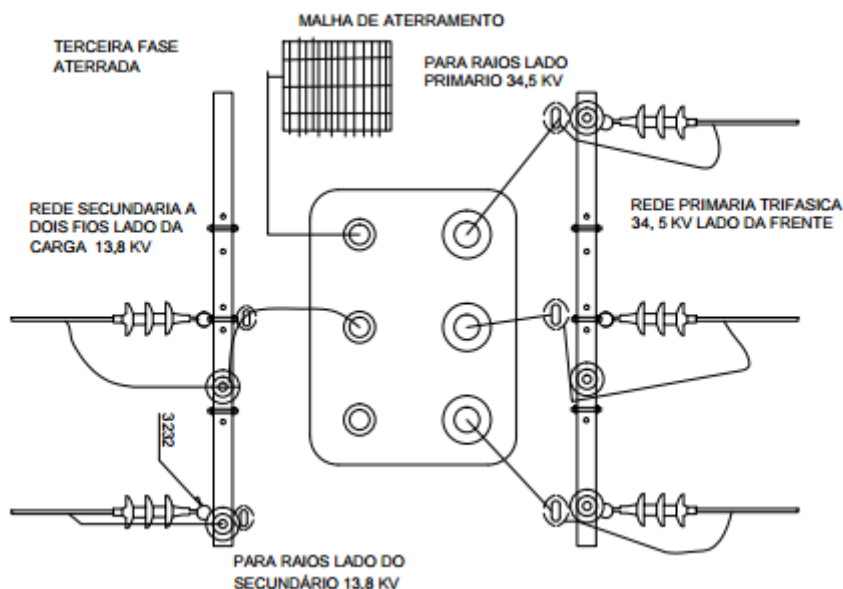 MALHA DE ATERRAMENTO
TERCEIRA FASE
ATERRADA
PARA RAIOS LADO
PRIMARIO 34,5 KV
REDE SECUNDARIA A
DOIS FIOS LADO DA
CARGA 13,8 KV
REDE PRIMARIA TRIFASICA
34, 5 KV LADO DA FRENTE
3232
PARA RAIOS LADO DO
SECUNDÁRIO 13,8 KV